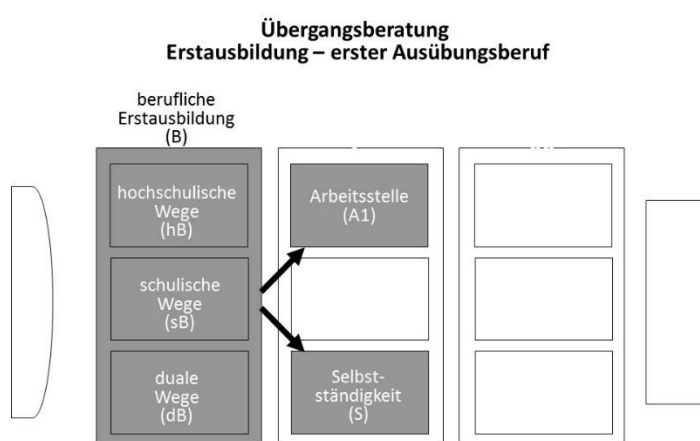 Übergangsberatung
Erstausbildung – erster Ausübungsberuf
berufliche
Erstausbildung
(B)
hochschulische
Wege
(hB)
schulische
Wege
(sB)
duale
Wege
(dB)
Arbeitsstelle
(A1)
Selbst-
ständigkeit
(S)